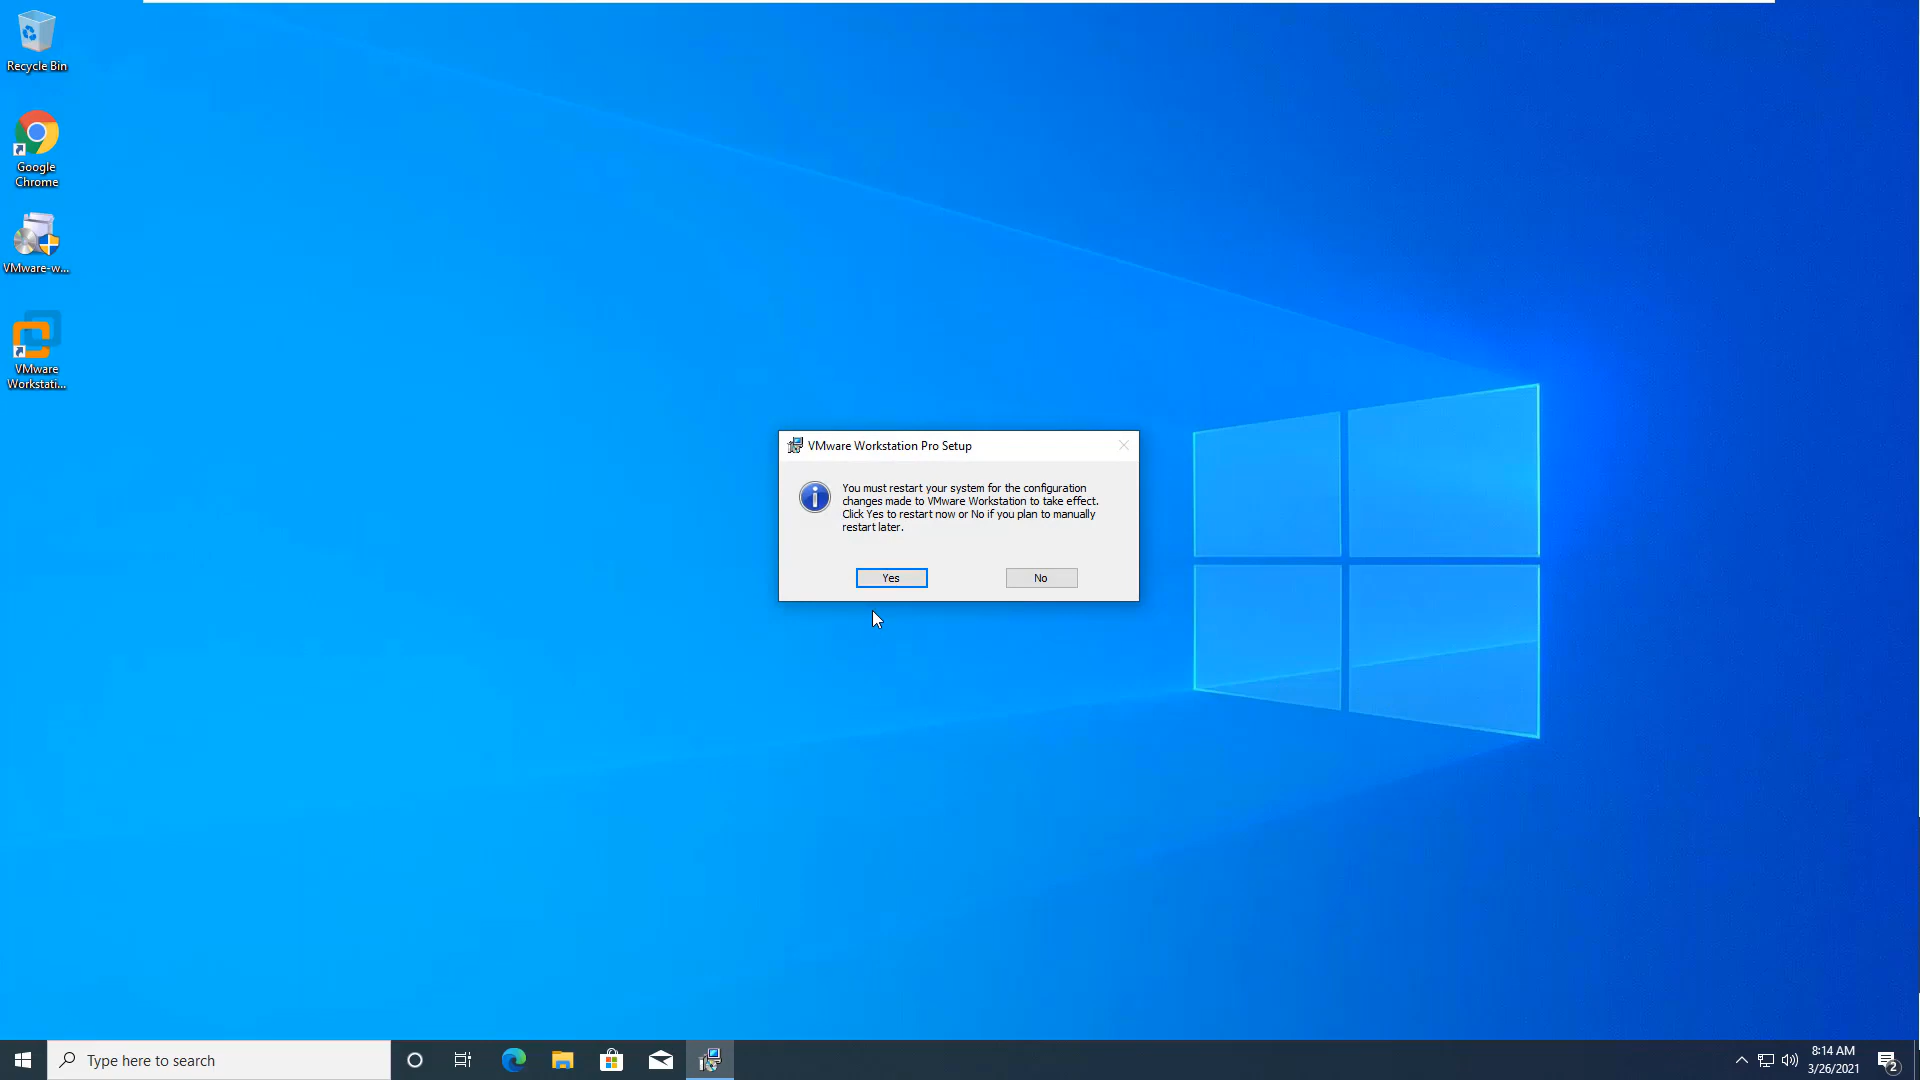 Recycle Bin
Google
Chrome
VMware-w...
VMware
Workstati...
VMware Workstation Pro Setup
You must restart your system for the configuration
changes made to VMware Workstation to take effect.
Click Yes to restart now or No if you plan to manually
restart later.
Yes
No
Type here to search
8:14 AM
3/26/2021
2